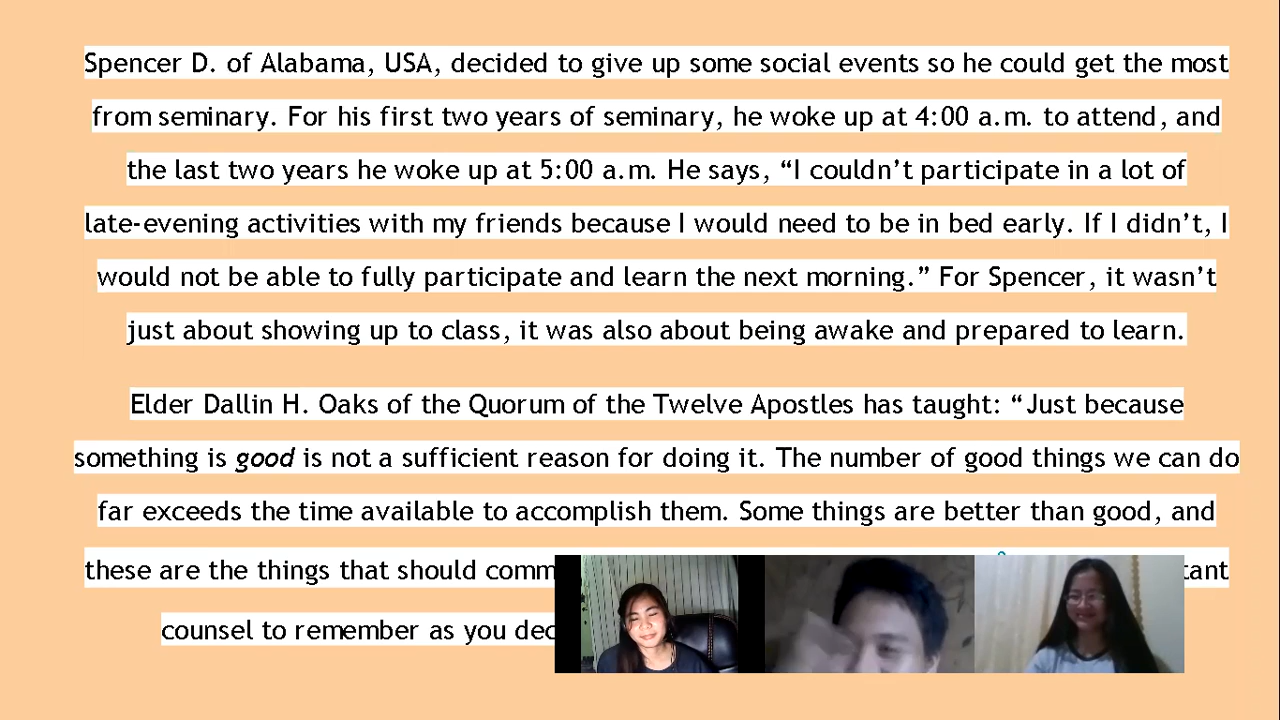 Spencer D. of Alabama, USA, decided to give up some social events so he could get the most
from seminary. For his first two years of seminary, he woke up at 4:00 a.m. to attend, and
the last two years he woke up at 5:00 a.m. He says, “I couldn’t participate in a lot of
late-evening activities with my friends because I would need to be in bed early. If I didn’t, I
would not be able to fully participate and learn the next morning.” For Spencer, it wasn’t
just about showing up to class, it was also about being awake and prepared to learn.
Elder Dallin H. Oaks of the Quorum of the Twelve Apostles has taught: “Just because
something is good is not a sufficient reason for doing it. The number of good things we can do
far exceeds the time available to accomplish them. Some things are better than good, and
these are the things that should
counsel to remember as you